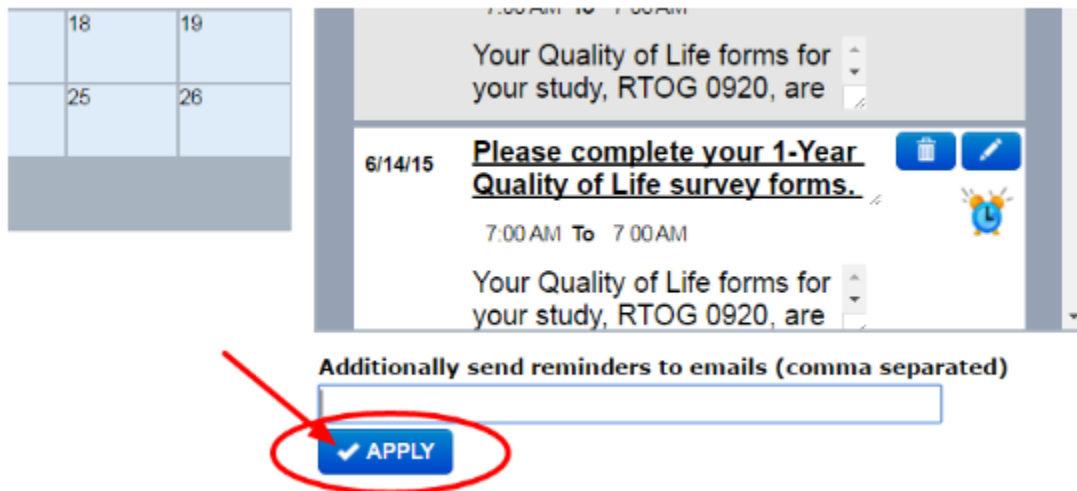 18 19
7:00 AM To 7 00 AM
Your Quality of Life forms for
your study, RTOG 0920, are
25 26
6/14/15
Please complete your 1-Year
Quality of Life survey forms.
7:00 AM To 7 00 AM
Your Quality of Life forms for
your study, RTOG 0920, are
Additionally send reminders to emails (comma separated)
APPLY